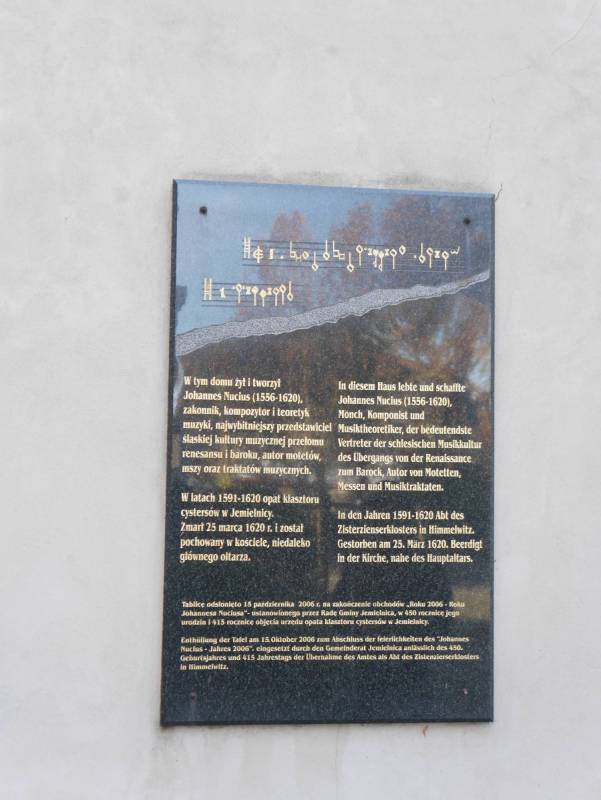 W tym domu żył i tworzył
Johannes Nucius (1556-1620),
zakonnik, kompozytor i teoretyk
muzyki, najwybitniejszy przedstawiciel
śląskiej kultury muzycznej przełomu
renesansu i baroku, autor motetów,
mszy oraz traktatów muzycznych.
W latach 1591-1620 opat klasztoru
cystersów w Jemielnicy.
Zmarł 25 marca 1620 r. i został
pochowany w kościele, niedaleko
głównego ołtarza.
In diesem Haus lebte und schaffte
Johannes Nucius (1556-1620),
Mönch, Komponist und
Musiktheoretiker, der bedeutendste
Vertreter der schlesischen Musikkultur
des Übergangs von der Renaissance
zum Barock, Autor von Motetten,
Messen und Musiktraktaten.
In den Jahren 1591-1620 Abt des
Zisterzienserklosters in Himmelwitz.
Gestorben am 25. März 1620. Beerdigt
in der Kirche, nahe des Hauptaltars.
Tablicę odsłonięto 15 października 2006 r. na zakończenie obchodów „Roku 2006 - Roku
Johannesa Nuciusa"- ustanowionego przez Radę Gminy Jemielnica, w 450 rocznicę jego
urodzin i 415 rocznicę objęcia urzędu opata klasztoru cystersów w Jemielnicy.
Enthüllung der Tafel am 15.Oktober 2006 zum Abschluss der feierlichkeiten des "Johannes
Nucius - Jahres 2006", eingesetzt durch den Gemeinderat Jemielnica anlässlich des 450.
Geburtsjahres und 415 Jahrestags der Übernahme des Amtes als Abt des Zistenzierserklosters
in Himmelwitz.